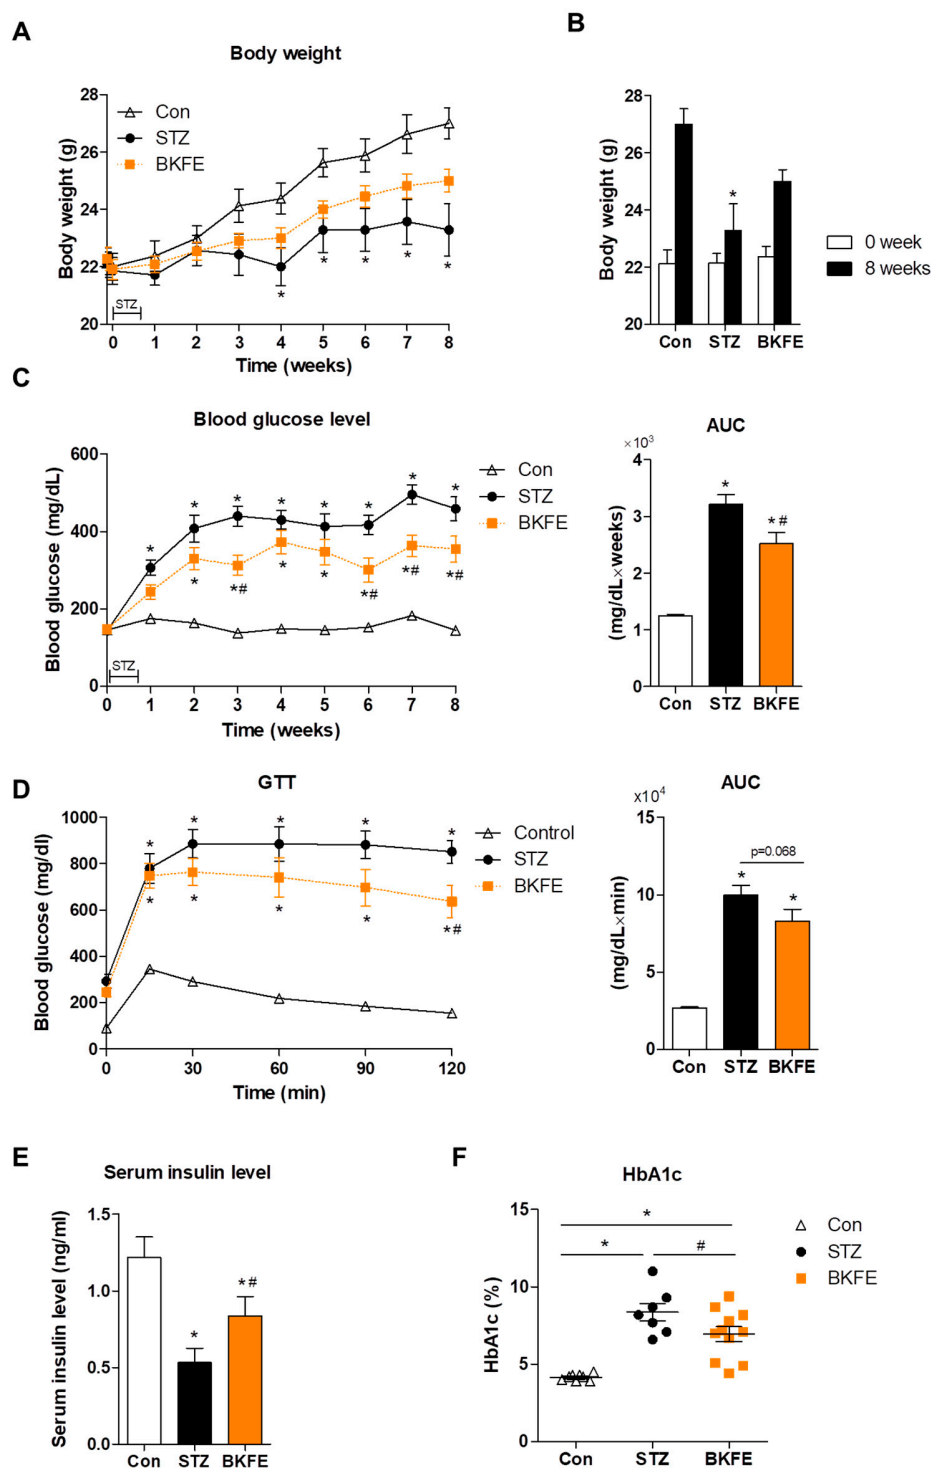 A
Body weight
Body weight (g)
28
26
24
22
20
Con
STZ
BKFE
STZ
* * * * *
0 1 2 3 4 5 6 7 8
Time (weeks)
B
Body weight (g)
28
26
24
22
20
*
0 week
8 weeks
Con STZ BKFE
C
Blood glucose level
Blood glucose (mg/dL)
600
400
200
0
Con
STZ
BKFE
* * * * * * * *
* *# * * *# *# *#
STZ
0 1 2 3 4 5 6 7 8
Time (weeks)
AUC
×10³
(mg/dL×weeks)
4
3
2
1
0
*
*#
Con STZ BKFE
D
GTT
Blood glucose (mg/dl)
1000
800
600
400
200
0
Control
STZ
BKFE
* * * * *
* * * * *#
0 30 60 90 120
Time (min)
AUC
x10⁴
(mg/dL×min)
15
10
5
0
p=0.068
* *
Con STZ BKFE
E
Serum insulin level
Serum insulin level (ng/ml)
1.5
1.0
0.5
0.0
*
*#
Con STZ BKFE
F
HbA1c
HbA1c (%)
15
10
5
0
*
* #
Con
STZ
BKFE
Con STZ BKFE